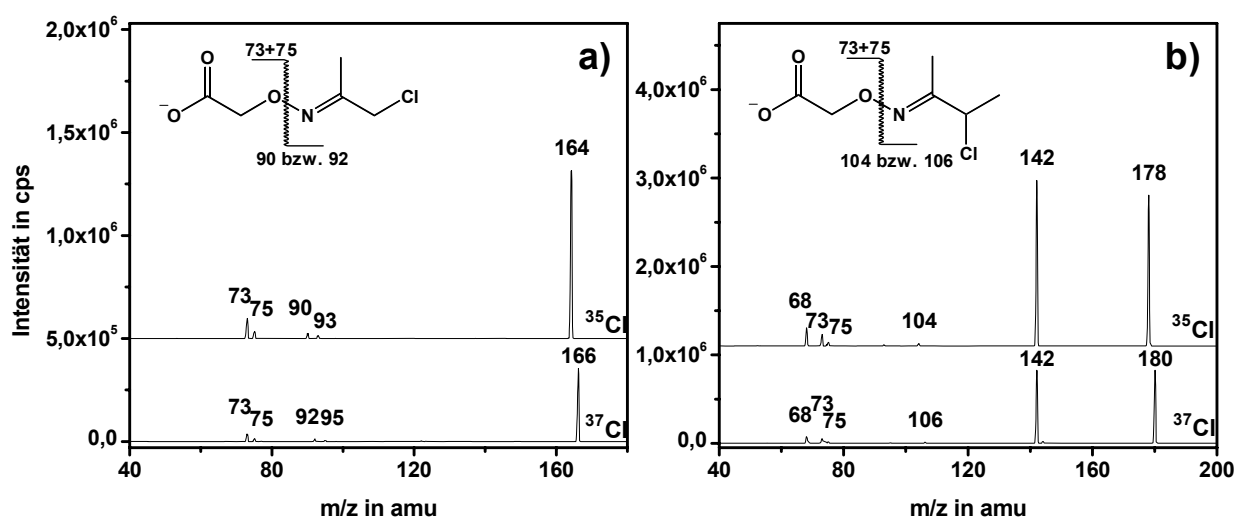 Intensität in cps
2,0x10⁶
1,5x10⁶
1,0x10⁶
5,0x10⁵
0,0
a)
73+75
O
⁻O
O
N
Cl
90 bzw. 92
164
73
75
90
93
³⁵Cl
166
73
75
92
95
³⁷Cl
40
80
120
160
m/z in amu
4,0x10⁶
3,0x10⁶
2,0x10⁶
1,0x10⁶
0,0
b)
73+75
O
⁻O
O
N
Cl
104 bzw. 106
142
178
68
73
75
104
³⁵Cl
142
180
68
73
75
106
³⁷Cl
40
80
120
160
200
m/z in amu